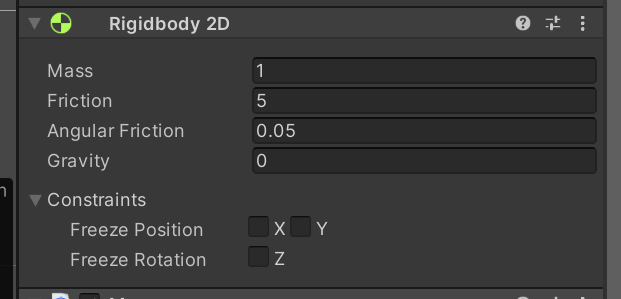 Rigidbody 2D
Mass 1
Friction 5
Angular Friction 0.05
Gravity 0
Constraints
Freeze Position X Y
Freeze Rotation Z